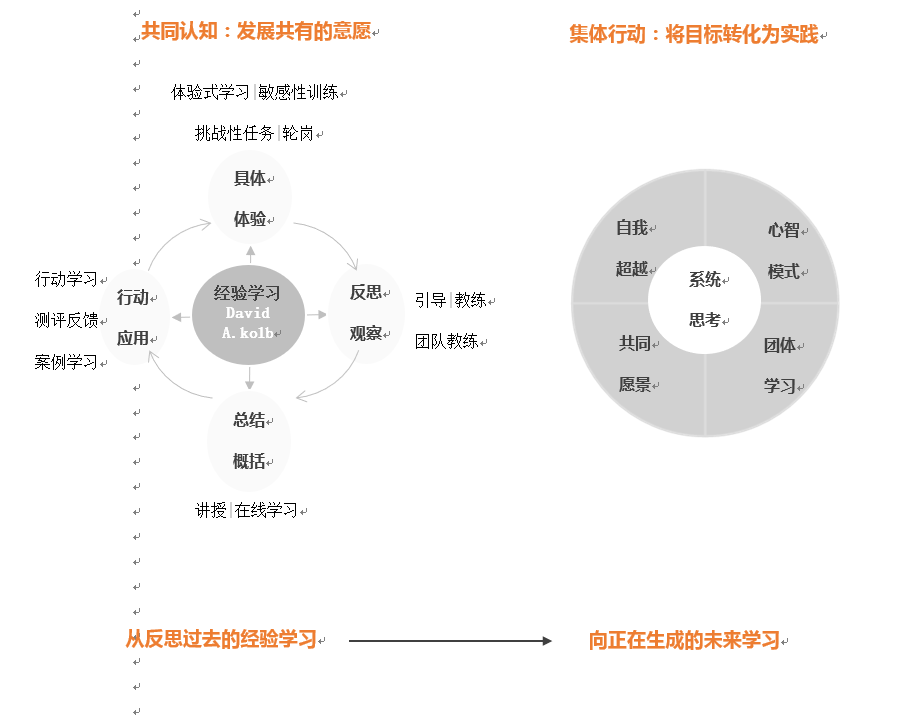 共同认知：发展共有的意愿
集体行动：将目标转化为实践
体验式学习|敏感性训练
挑战性任务|轮岗
具体
体验
行动学习
测评反馈
案例学习
行动
应用
经验学习
David
A.kolb
反思
观察
引导|教练
团队教练
总结
概括
讲授|在线学习
自我
超越
心智
模式
系统
思考
共同
愿景
团体
学习
从反思过去的经验学习
向正在生成的未来学习